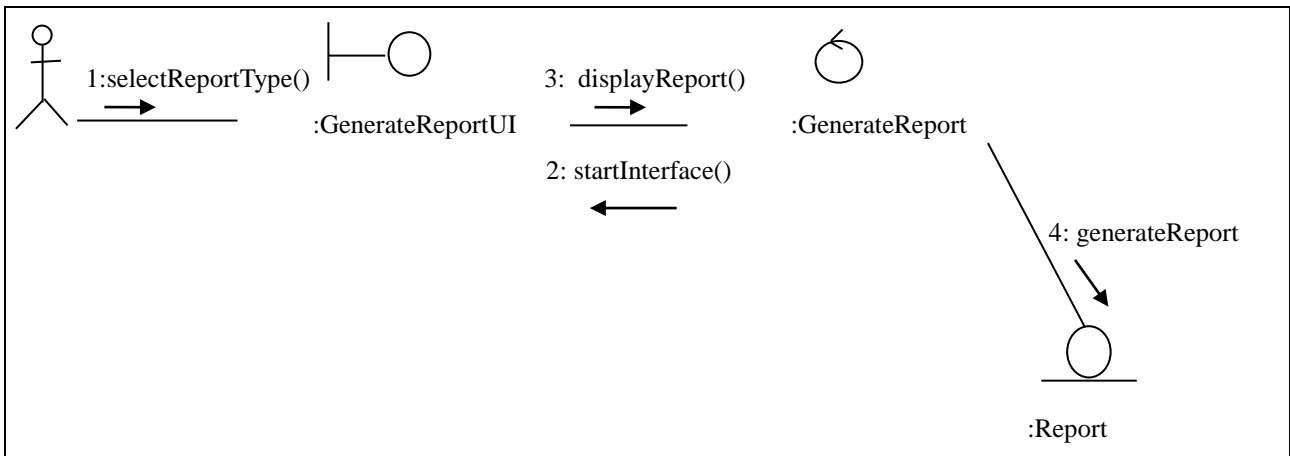 1:selectReportType()
3:  displayReport()
:GenerateReportUI
:GenerateReport
2: startInterface()
4: generateReport
:Report